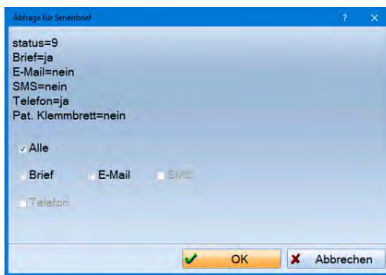 Abfrage für Serienbrief ? ×
status=9
Brief=ja
E-Mail=nein
SMS=nein
Telefon=ja
Pat. Klemmbrett=nein
Alle
Brief E-Mail SMS
Telefon
OK Abbrechen